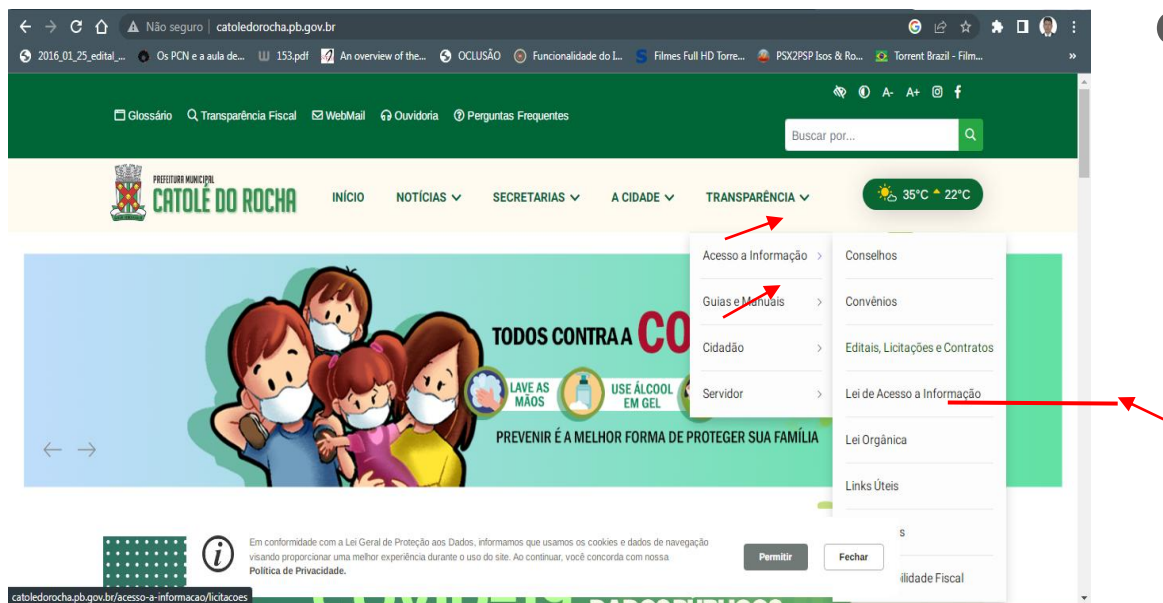 Não seguro | catoledorocha.pb.gov.br
2016_01_25_edital_... Os PCN e a aula de... 153.pdf An overview of the... OCLUSÃO Funcionalidade do I... Filmes Full HD Torre... PSX2PSP Isos & Ro... Torrent Brazil - Film... »
A- A+
Glossário Transparência Fiscal WebMail Ouvidoria Perguntas Frequentes
Buscar por...
PREFEITURA MUNICIPAL
CATOLÉ DO ROCHA
INÍCIO NOTÍCIAS SECRETARIAS A CIDADE TRANSPARÊNCIA 35°C 22°C
Acesso a Informação Conselhos
Guias e Manuais Convênios
Cidadão Editais, Licitações e Contratos
Servidor Lei de Acesso a Informação
Lei Orgânica
Links Úteis
s
ilidade Fiscal
TODOS CONTRA A CO
LAVE AS MÃOS
USE ÁLCOOL EM GEL
PREVENIR É A MELHOR FORMA DE PROTEGER SUA FAMÍLIA
Em conformidade com a Lei Geral de Proteção aos Dados, informamos que usamos os cookies e dados de navegação
visando proporcionar uma melhor experiência durante o uso do site. Ao continuar, você concorda com nossa
Política de Privacidade.
Permitir Fechar
catoledorocha.pb.gov.br/acesso-a-informacao/licitacoes